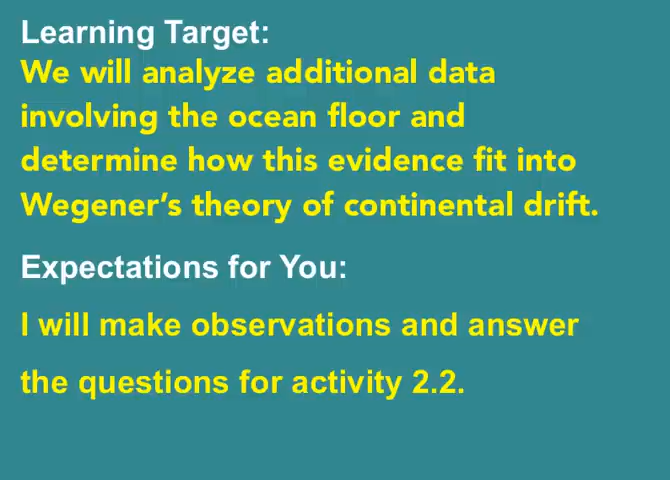 Learning Target:
We will analyze additional data
involving the ocean floor and
determine how this evidence fit into
Wegener’s theory of continental drift.
Expectations for You:
I will make observations and answer
the questions for activity 2.2.